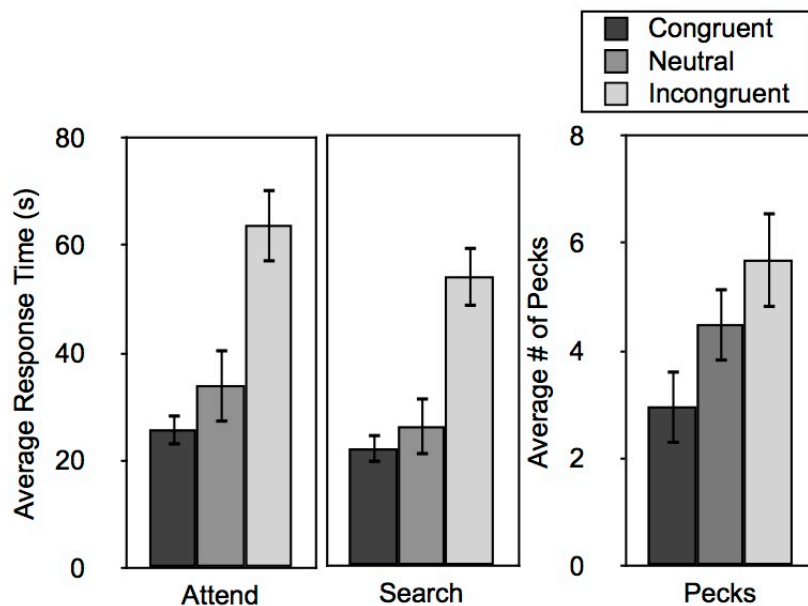 Congruent
Neutral
Incongruent
Average Response Time (s)
80
60
40
20
0
Attend
Search
Average # of Pecks
8
6
4
2
0
Pecks